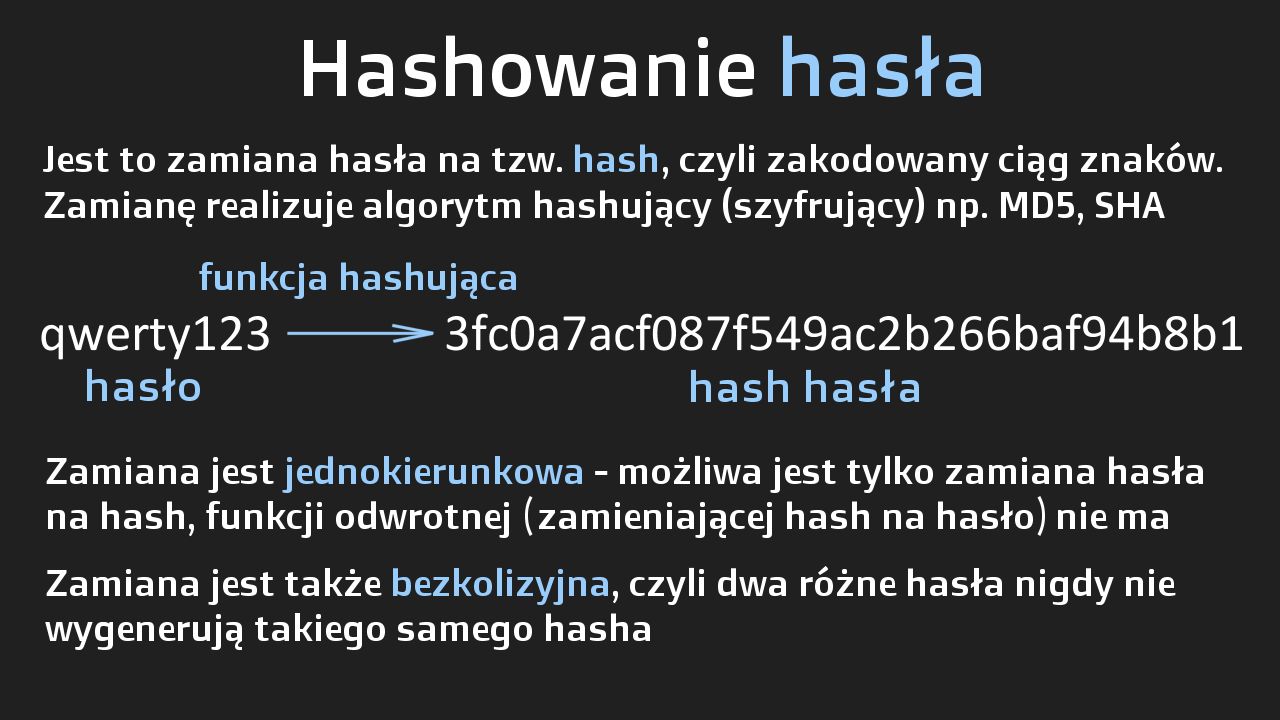 Hashowanie hasła
Jest to zamiana hasła na tzw. hash, czyli zakodowany ciąg znaków.
Zamianę realizuje algorytm hashujący (szyfrujący) np. MD5, SHA
funkcja hashująca
qwerty123 3fc0a7acf087f549ac2b266baf94b8b1
hasło hash hasła
Zamiana jest jednokierunkowa - możliwa jest tylko zamiana hasła
na hash, funkcji odwrotnej (zamieniającej hash na hasło) nie ma
Zamiana jest także bezkolizyjna, czyli dwa różne hasła nigdy nie
wygenerują takiego samego hasha